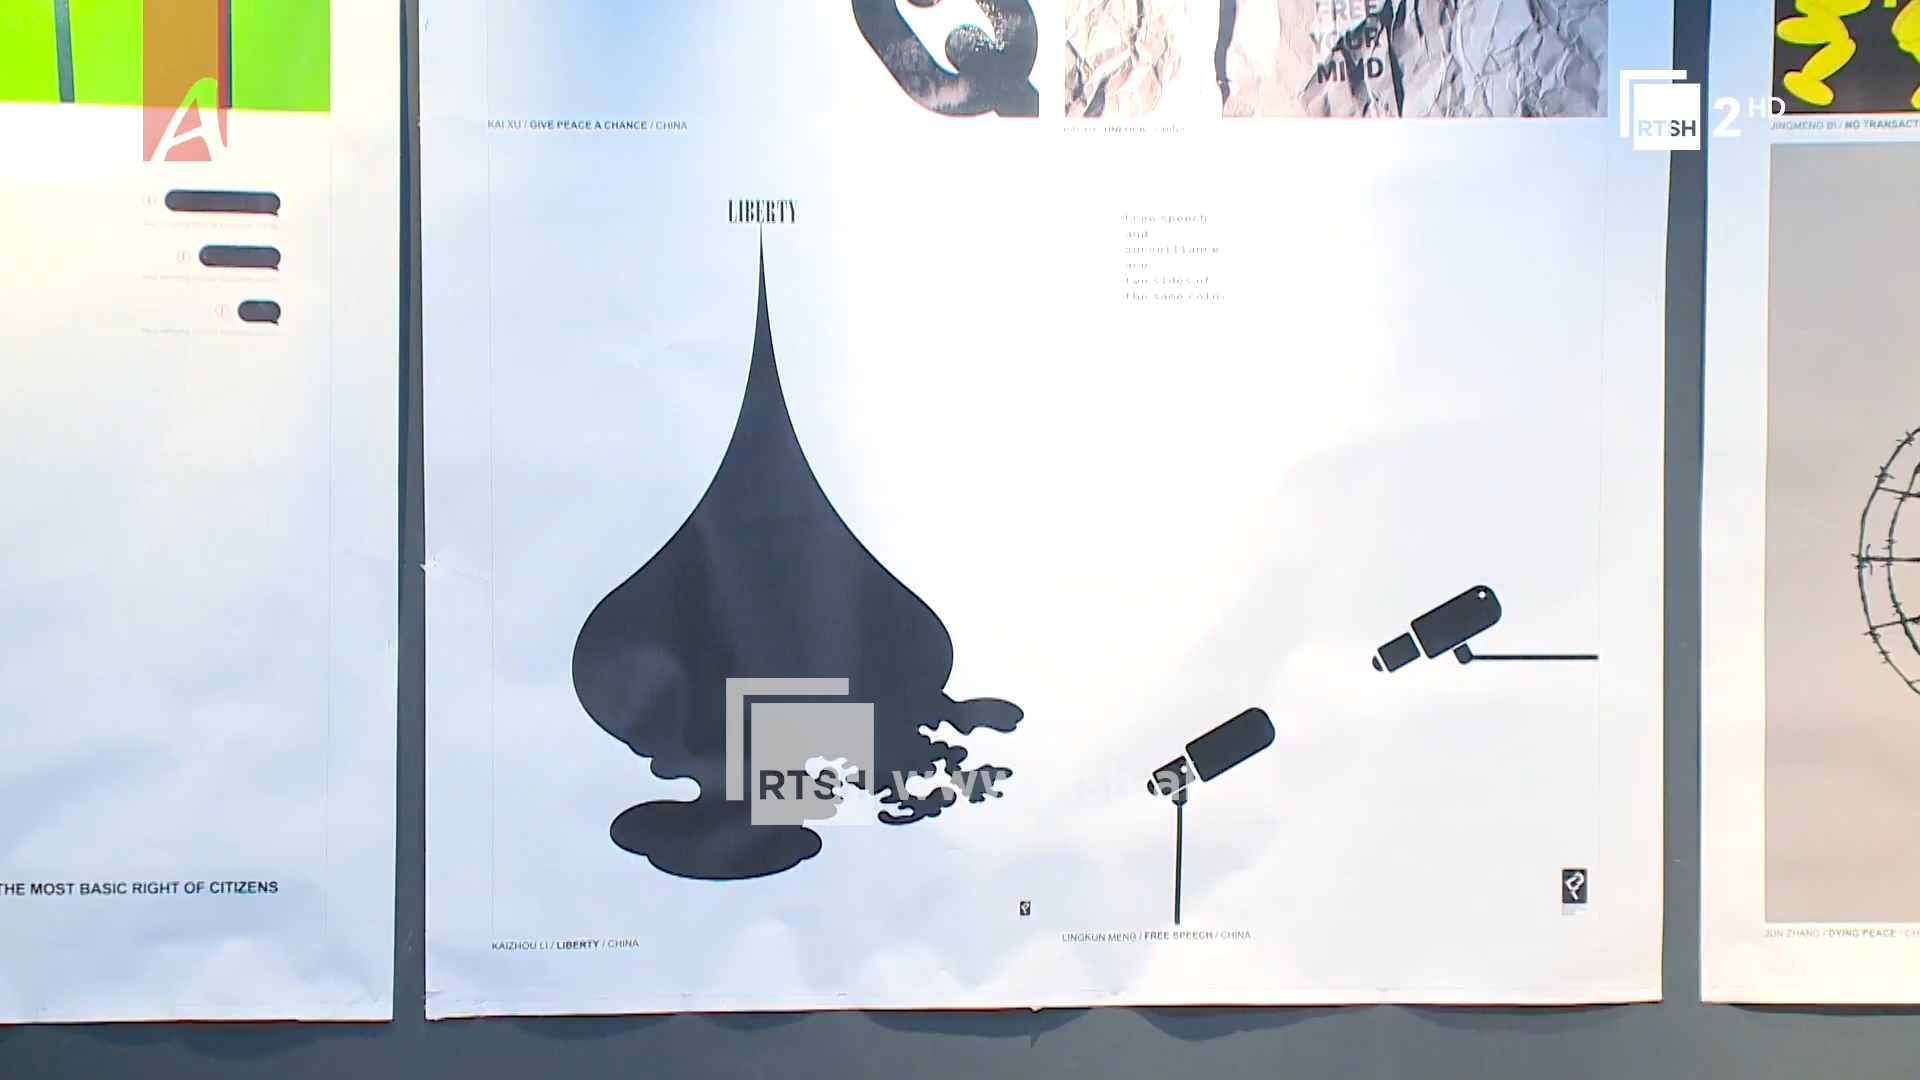 FREE
YOUR
MIND
RTSH 2 HD
KAI XU / GIVE PEACE A CHANCE / CHINA
UNLOCK / CHINA
JINGMENG BI / NO TRANSACT
A
LIBERTY
free speech
and
surveillance
are
two sides of
the same
RTSH
THE MOST BASIC RIGHT OF CITIZENS
KAIZHOU LI / LIBERTY / CHINA
LINGKUN MENG / FREE SPEECH / CHINA
JUN ZHANG / DYING PEACE / CH